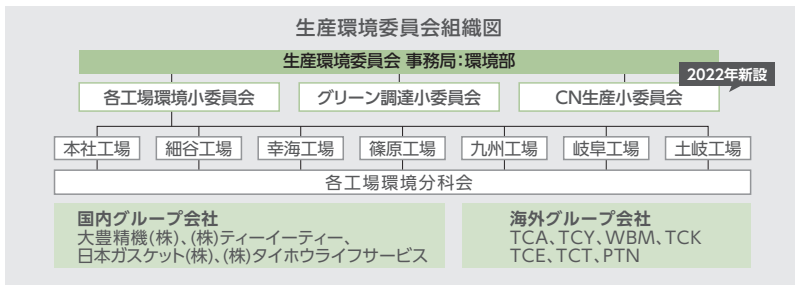 生産環境委員会組織図
生産環境委員会 事務局：環境部
2022年新設
各工場環境小委員会
グリーン調達小委員会
CN生産小委員会
本社工場
細谷工場
幸海工場
篠原工場
九州工場
岐阜工場
土岐工場
各工場環境分科会
国内グループ会社
大豊精機(株)、(株)ティーイーティー、
日本ガスケット(株)、(株)タイホウライフサービス
海外グループ会社
TCA、TCY、WBM、TCK
TCE、TCT、PTN